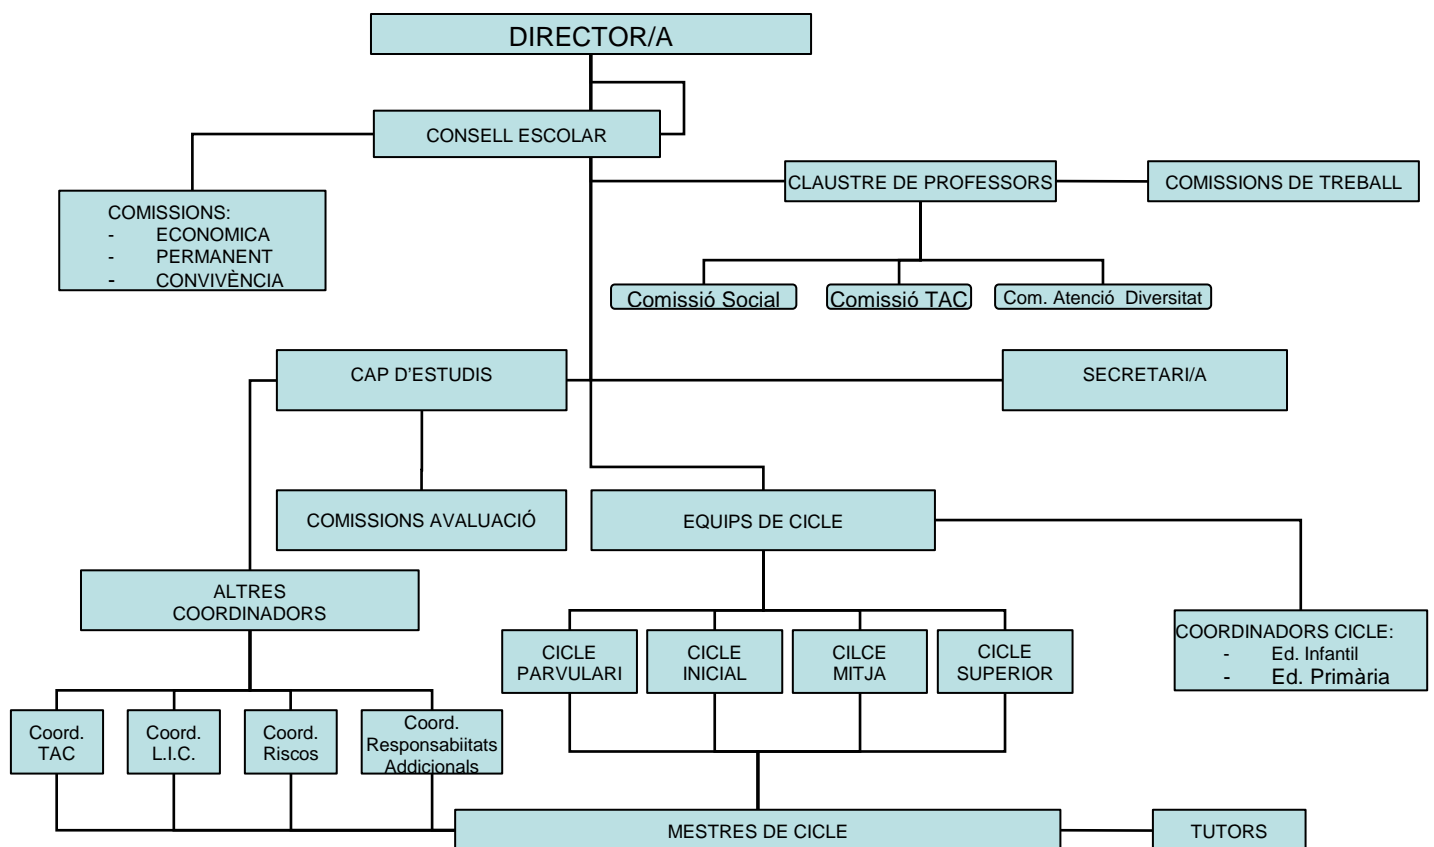 DIRECTOR/A
CONSELL ESCOLAR
CLAUSTRE DE PROFESSORS
COMISSIONS DE TREBALL
COMISSIONS:
- ECONOMICA
- PERMANENT
- CONVIVÈNCIA
Comissió Social
Comissió TAC
Com. Atenció Diversitat
CAP D'ESTUDIS
SECRETARI/A
COMISSIONS AVALUACIÓ
EQUIPS DE CICLE
ALTRES
COORDINADORS
COORDINADORS CICLE:
- Ed. Infantil
- Ed. Primària
CICLE
PARVULARI
CICLE
INICIAL
CILCE
MITJA
CICLE
SUPERIOR
Coord.
TAC
Coord.
L.I.C.
Coord.
Riscos
Coord.
Responsabiitats
Addicionals
MESTRES DE CICLE
TUTORS